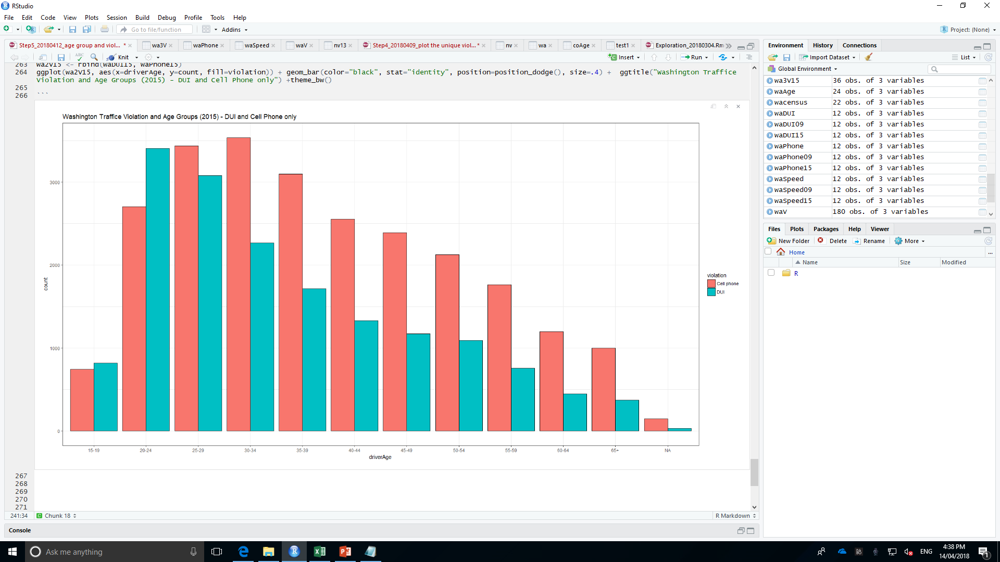 RStudio
File Edit Code View Plots Session Build Debug Profile Tools Help
Go to file/function Addins Project: (None)
Step5_20180412_age group and viol... * wa3V waPhone waSpeed waV nv13 Step4_20180409_plot the unique viol... * nv wa coAge test1 Exploration_20180304.Rm
ABC Knit Insert Run
263 wa2V15 <- rbind(waDUI15, waPhone15)
264 ggplot(wa2V15, aes(x=driverAge, y=count, fill=violation)) + geom_bar(color="black", stat="identity", position=position_dodge(), size=.4) + ggtitle("Washington Traffice
Violation and Age Groups (2015) - DUI and Cell Phone only") +theme_bw()
265
266 ```
Washington Traffice Violation and Age Groups (2015) - DUI and Cell Phone only
3000
2000
1000
0
count
15-19 20-24 25-29 30-34 35-39 40-44 45-49 50-54 55-59 60-64 65+ NA
driverAge
violation
Cell phone
DUI
267
268
269
270
271
241:34 C Chunk 18 R Markdown
Console
Environment History Connections
Import Dataset List
Global Environment
wa3V15 36 obs. of 3 variables
waAge 24 obs. of 3 variables
wacensus 22 obs. of 3 variables
waDUI 12 obs. of 3 variables
waDUI09 12 obs. of 3 variables
waDUI15 12 obs. of 3 variables
waPhone 12 obs. of 3 variables
waPhone09 12 obs. of 3 variables
waPhone15 12 obs. of 3 variables
waSpeed 12 obs. of 3 variables
waSpeed09 12 obs. of 3 variables
waSpeed15 12 obs. of 3 variables
waV 180 obs. of 3 variables
Files Plots Packages Help Viewer
New Folder Delete Rename More
Home ...
Name Size Modified
R
Ask me anything
ENG
4:38 PM
14/04/2018
1